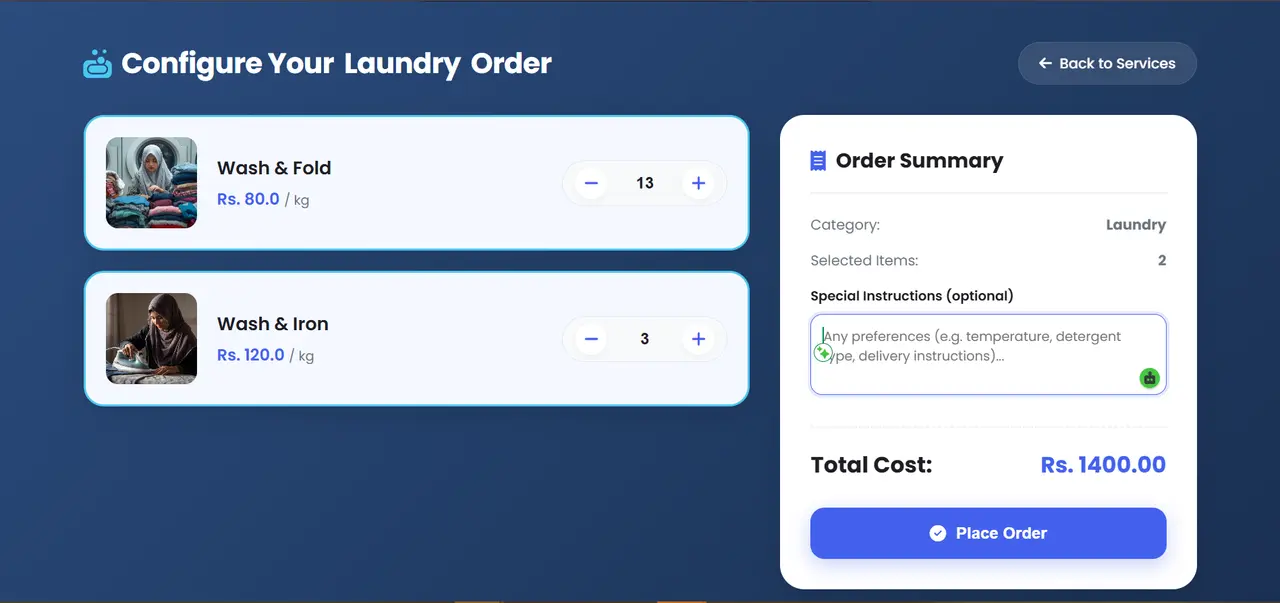 Configure Your Laundry Order
Back to Services
Wash & Fold
Rs. 80.0 / kg
13
Wash & Iron
Rs. 120.0 / kg
3
Order Summary
Category: Laundry
Selected Items: 2
Special Instructions (optional)
Any preferences (e.g. temperature, detergent
ype, delivery instructions)...
Total Cost: Rs. 1400.00
Place Order